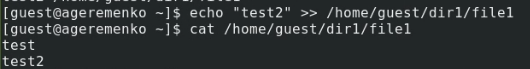 [guest@ageremenko ~]$ echo "test2" >> /home/guest/dir1/file1
[guest@ageremenko ~]$ cat /home/guest/dir1/file1
test
test2